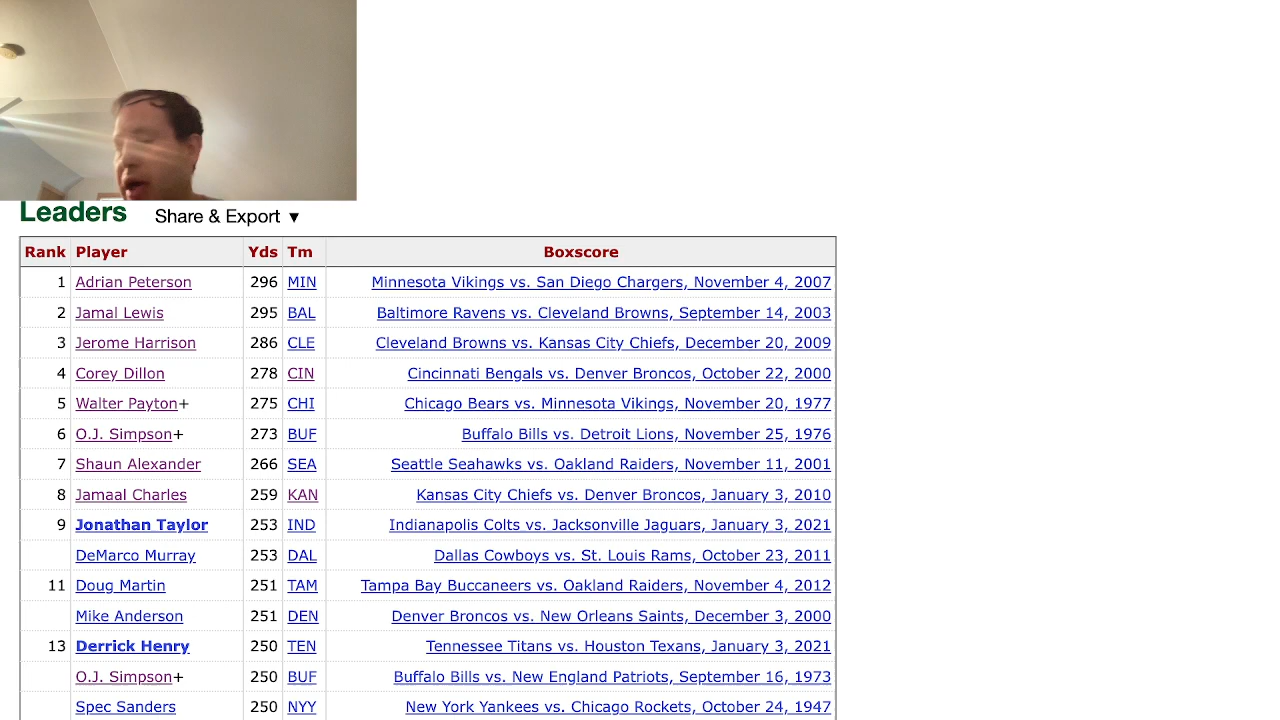 Leaders Share & Export ▼
Rank Player Yds Tm Boxscore
1 Adrian Peterson 296 MIN Minnesota Vikings vs. San Diego Chargers, November 4, 2007
2 Jamal Lewis 295 BAL Baltimore Ravens vs. Cleveland Browns, September 14, 2003
3 Jerome Harrison 286 CLE Cleveland Browns vs. Kansas City Chiefs, December 20, 2009
4 Corey Dillon 278 CIN Cincinnati Bengals vs. Denver Broncos, October 22, 2000
5 Walter Payton+ 275 CHI Chicago Bears vs. Minnesota Vikings, November 20, 1977
6 O.J. Simpson+ 273 BUF Buffalo Bills vs. Detroit Lions, November 25, 1976
7 Shaun Alexander 266 SEA Seattle Seahawks vs. Oakland Raiders, November 11, 2001
8 Jamaal Charles 259 KAN Kansas City Chiefs vs. Denver Broncos, January 3, 2010
9 Jonathan Taylor 253 IND Indianapolis Colts vs. Jacksonville Jaguars, January 3, 2021
DeMarco Murray 253 DAL Dallas Cowboys vs. St. Louis Rams, October 23, 2011
11 Doug Martin 251 TAM Tampa Bay Buccaneers vs. Oakland Raiders, November 4, 2012
Mike Anderson 251 DEN Denver Broncos vs. New Orleans Saints, December 3, 2000
13 Derrick Henry 250 TEN Tennessee Titans vs. Houston Texans, January 3, 2021
O.J. Simpson+ 250 BUF Buffalo Bills vs. New England Patriots, September 16, 1973
Spec Sanders 250 NYY New York Yankees vs. Chicago Rockets, October 24, 1947